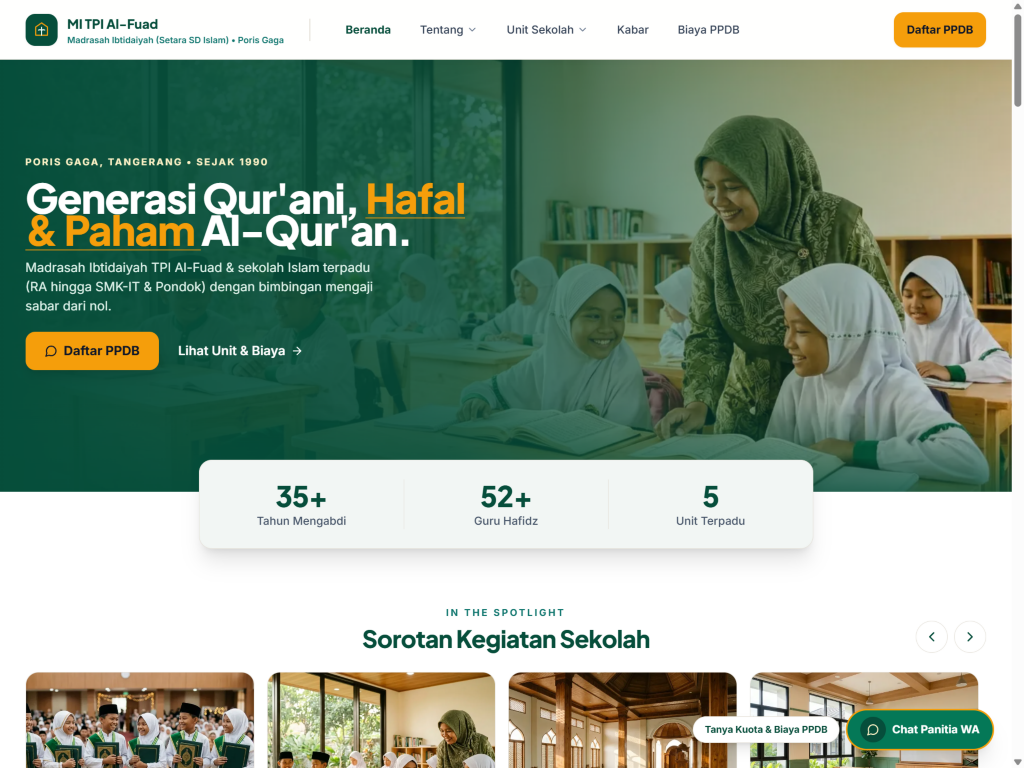 MI TPI Al-Fuad
Madrasah Ibtidaiyah (Setara SD Islam) • Poris Gaga
Beranda
Tentang
Unit Sekolah
Kabar
Biaya PPDB
Daftar PPDB
PORIS GAGA, TANGERANG • SEJAK 1990
Generasi Qur'ani, Hafal
& Paham Al-Qur'an.
Madrasah Ibtidaiyah TPI Al-Fuad & sekolah Islam terpadu
(RA hingga SMK-IT & Pondok) dengan bimbingan mengaji
sabar dari nol.
Daftar PPDB
Lihat Unit & Biaya →
35+
Tahun Mengabdi
52+
Guru Hafidz
5
Unit Terpadu
IN THE SPOTLIGHT
Sorotan Kegiatan Sekolah
Tanya Kuota & Biaya PPDB
Chat Panitia WA